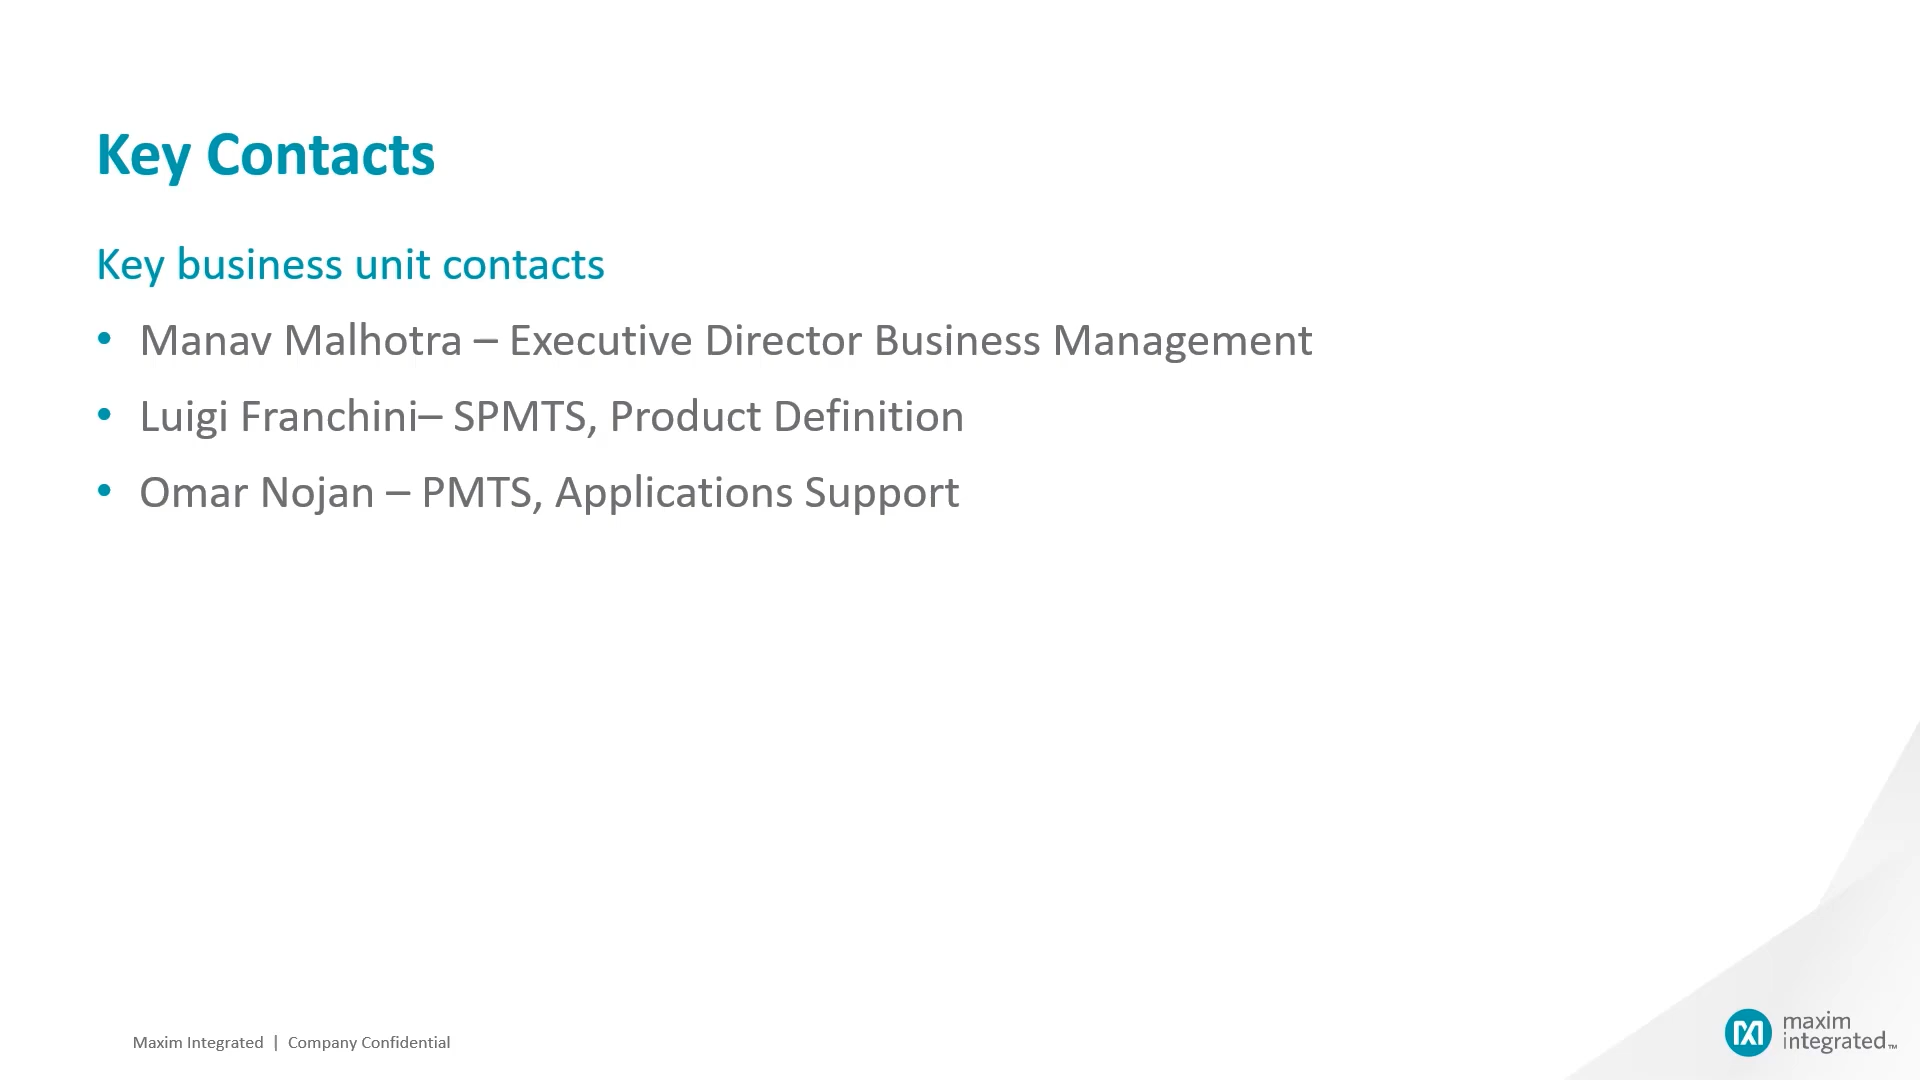 Key Contacts
Key business unit contacts
• Manav Malhotra – Executive Director Business Management
• Luigi Franchini– SPMTS, Product Definition
• Omar Nojan – PMTS, Applications Support
Maxim Integrated | Company Confidential
maxim
integrated™